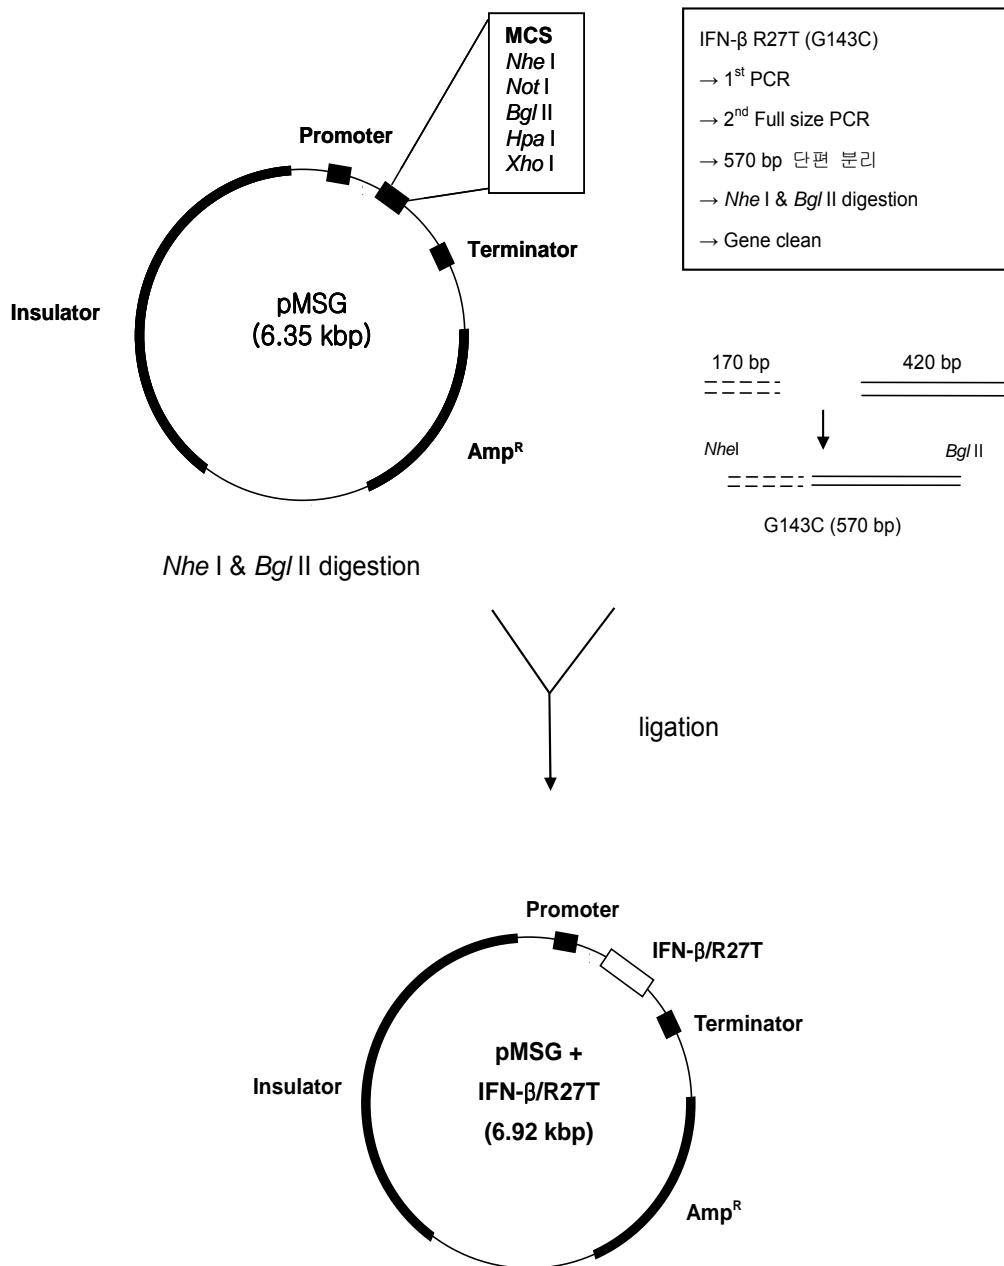 MCS
Nhe I
Not I
Bgl II
Hpa I
Xho I
Promoter
Terminator
Insulator
pMSG
(6.35 kbp)
Amp^R
Nhe I & Bgl II digestion
IFN-β R27T (G143C)
→ 1st PCR
→ 2nd Full size PCR
→ 570 bp 단편 분리
→ Nhe I & Bgl II digestion
→ Gene clean
170 bp 420 bp
NheI Bgl II
G143C (570 bp)
ligation
Promoter
IFN-β/R27T
Terminator
Insulator
pMSG +
IFN-β/R27T
(6.92 kbp)
Amp^R